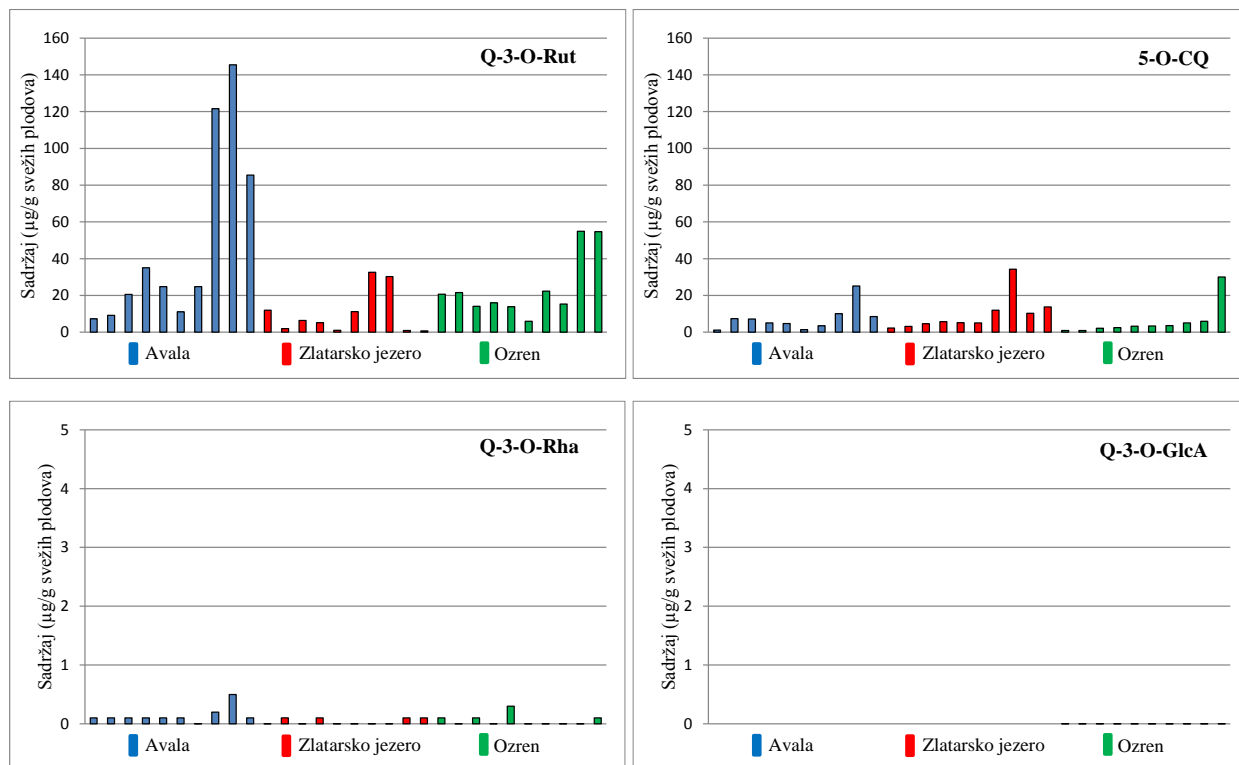 Q-3-O-Rut
Sadržaj (µg/g svežih plodova)
160
140
120
100
80
60
40
20
0
Avala Zlatarsko jezero Ozren
5-O-CQ
Sadržaj (µg/g svežih plodova)
160
140
120
100
80
60
40
20
0
Avala Zlatarsko jezero Ozren
Q-3-O-Rha
Sadržaj (µg/g svežih plodova)
5
4
3
2
1
0
Avala Zlatarsko jezero Ozren
Q-3-O-GlcA
Sadržaj (µg/g svežih plodova)
5
4
3
2
1
0
Avala Zlatarsko jezero Ozren